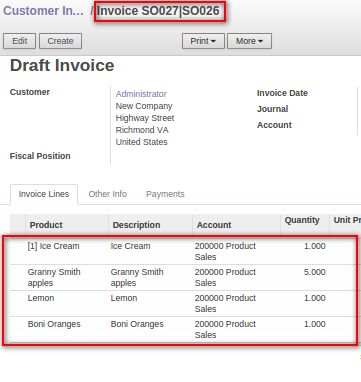 Customer In... / Invoice SO027|SO026
Edit Create Print More
Draft Invoice
Customer Administrator Invoice Date
New Company Journal
Highway Street Account
Richmond VA
United States
Fiscal Position
Invoice Lines Other Info Payments
Product Description Account Quantity Unit Pr
[1] Ice Cream Ice Cream 200000 Product 1.000
Sales
Granny Smith Granny Smith 200000 Product 5.000
apples apples Sales
Lemon Lemon 200000 Product 1.000
Sales
Boni Oranges Boni Oranges 200000 Product 1.000
Sales